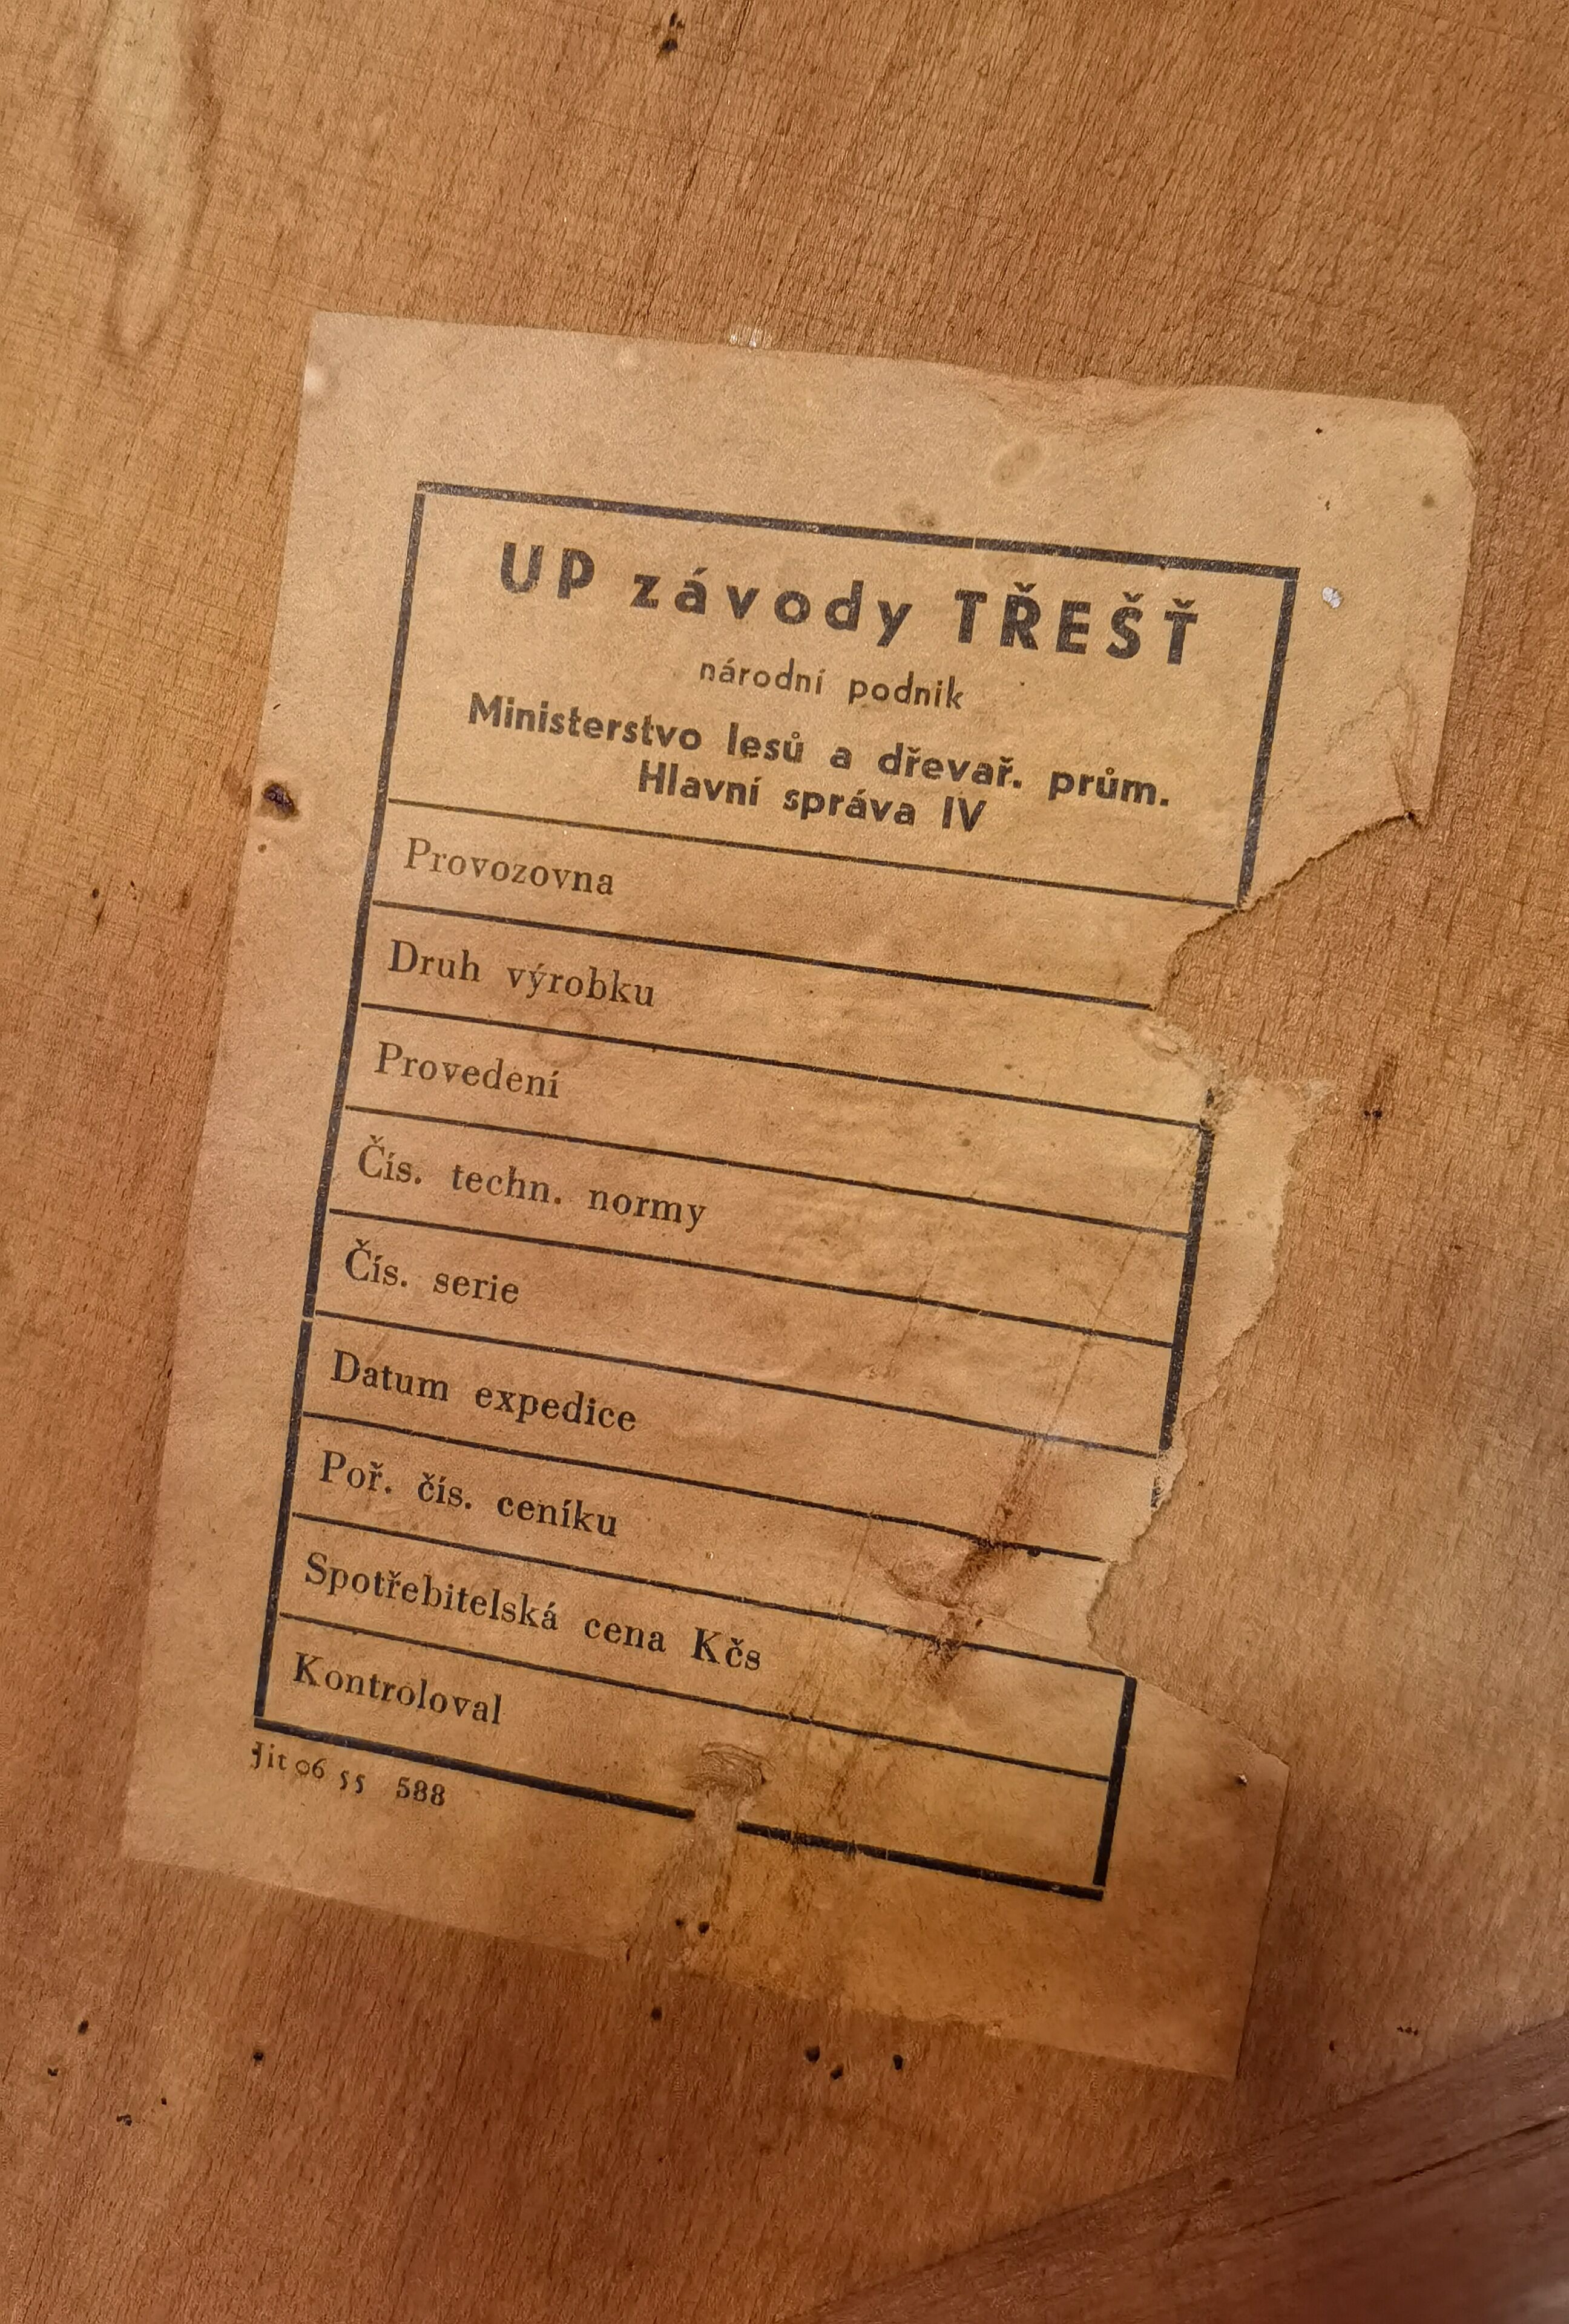 UP závody TŘEŠŤ
národní podnik
Ministerstvo lesů a dřevař. prům.
Hlavní správa IV
Provozovna
Druh výrobku
Provedení
Čís. techn. normy
Čís. serie
Datum expedice
Poř. čís. ceníku
Spotřebitelská cena Kčs
Kontroloval
Jit 06 55 588